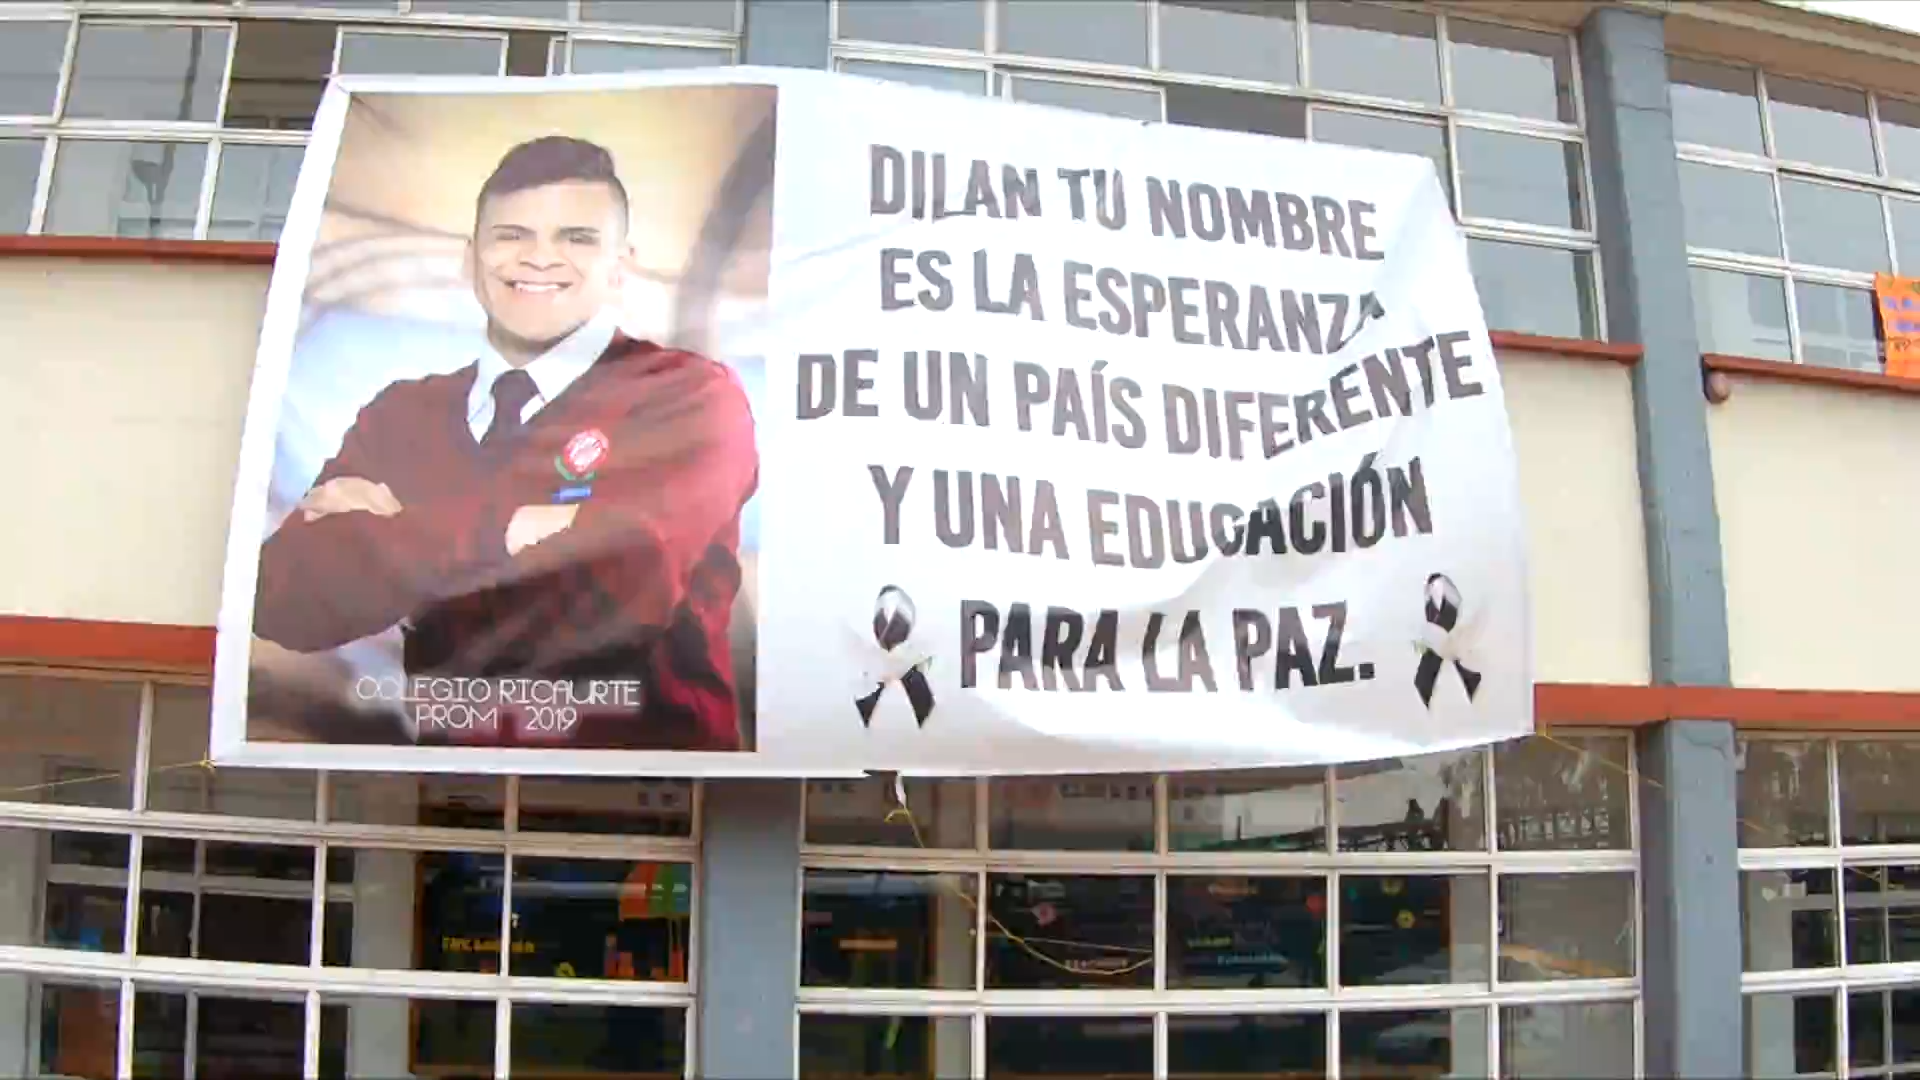 DILAN TU NOMBRE
ES LA ESPERANZA
DE UN PAÍS DIFERENTE
Y UNA EDUCACIÓN
PARA LA PAZ.
COLEGIO RICAURTE
PROM 2019